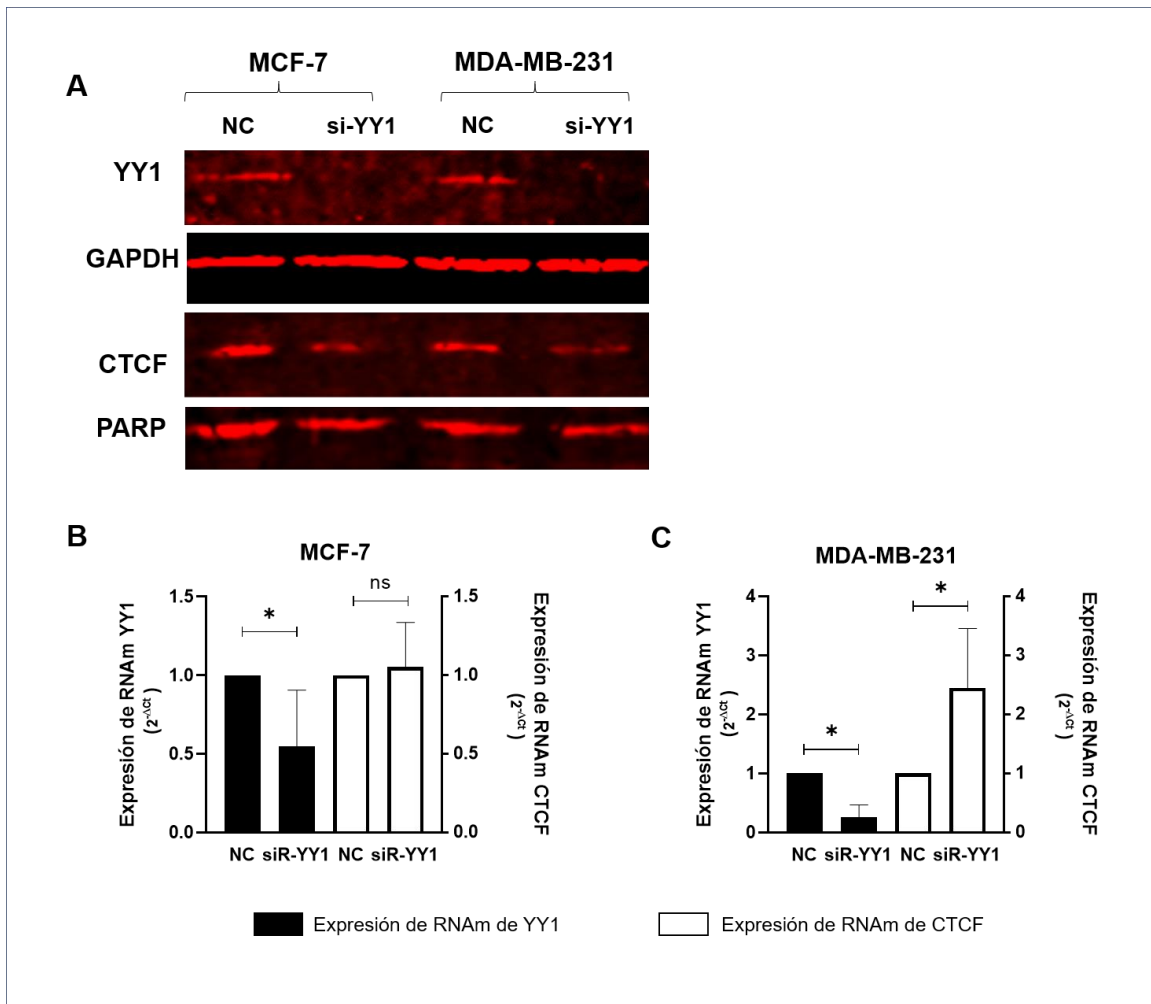 A
MCF-7
MDA-MB-231
NC
si-YY1
NC
si-YY1
YY1
GAPDH
CTCF
PARP
B
MCF-7
Expresión de RNAm YY1
(2^-ΔCt)
1.5
1.0
0.5
0.0
*
ns
1.5
1.0
0.5
0.0
Expresión de RNAm CTCF
(2^-ΔCt)
NC siR-YY1 NC siR-YY1
C
MDA-MB-231
Expresión de RNAm YY1
(2^-ΔCt)
4
3
2
1
0
*
*
4
3
2
1
0
Expresión de RNAm CTCF
(2^-ΔCt)
NC siR-YY1 NC siR-YY1
Expresión de RNAm de YY1
Expresión de RNAm de CTCF